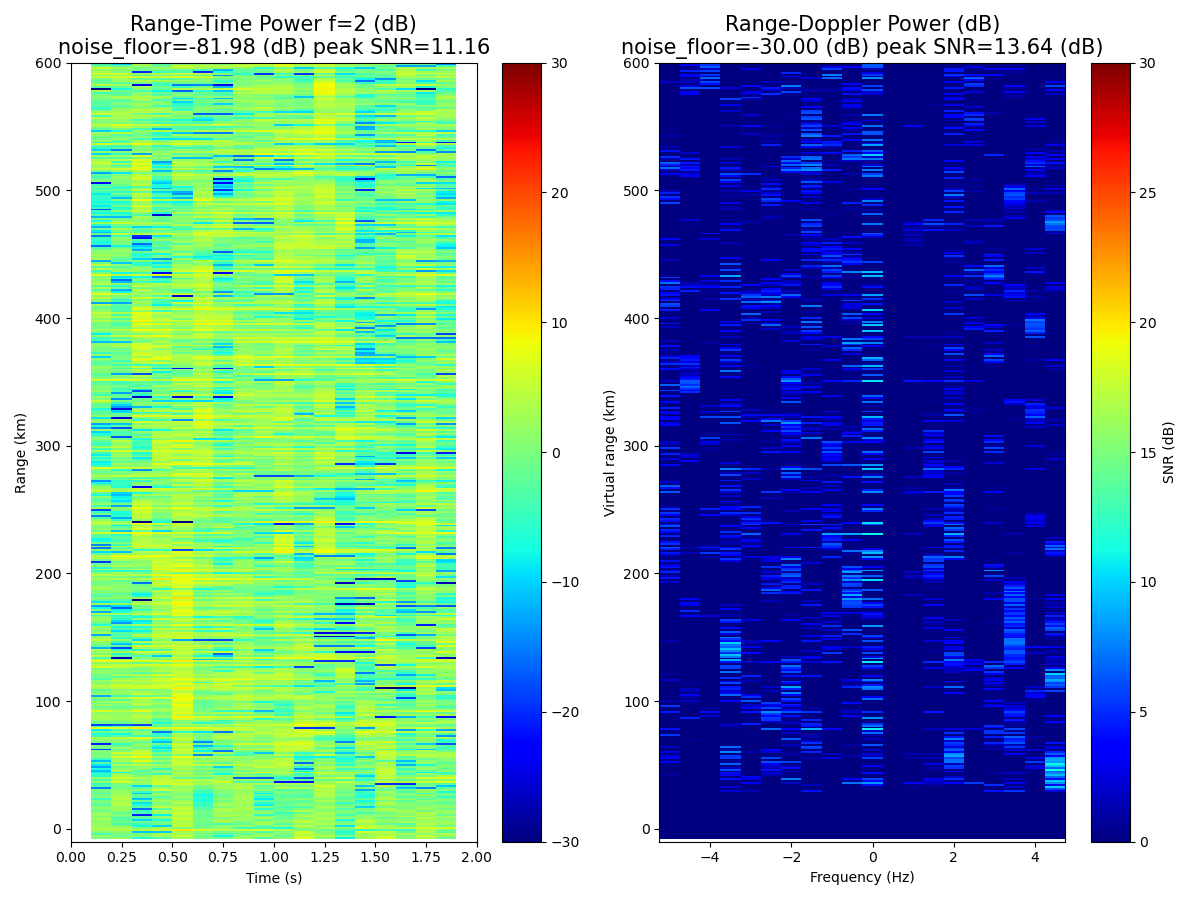 Range-Time Power f=2 (dB)
noise_floor=-81.98 (dB) peak SNR=11.16
Range-Doppler Power (dB)
noise_floor=-30.00 (dB) peak SNR=13.64 (dB)
600
500
400
300
200
100
0
Range (km)
0.00 0.25 0.50 0.75 1.00 1.25 1.50 1.75 2.00
Time (s)
30
20
10
0
−10
−20
−30
600
500
400
300
200
100
0
Virtual range (km)
−4 −2 0 2 4
Frequency (Hz)
30
25
20
15
10
5
0
SNR (dB)